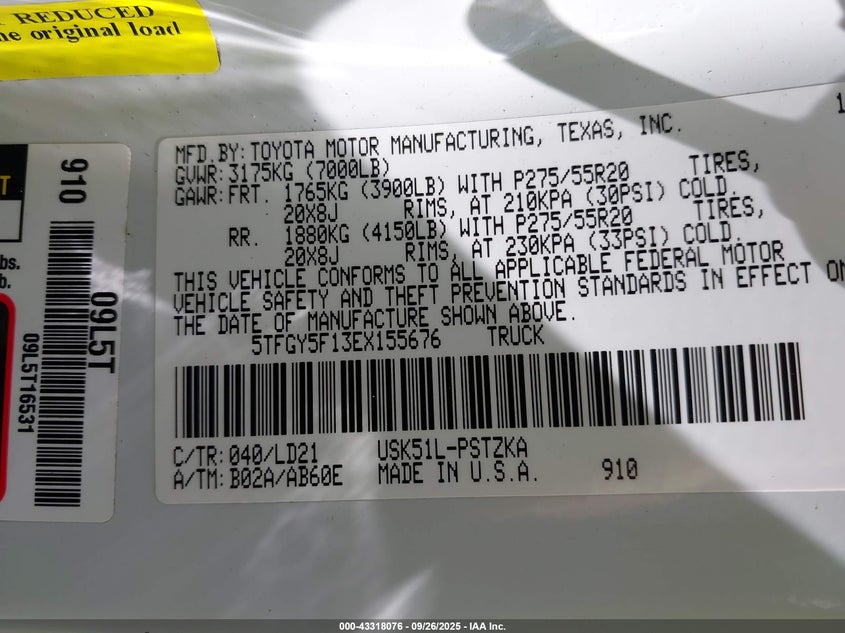 T REDUCED
he original load
T
lbs.
b.
910
09L5T
09L5T16531
1
MFD.BY: TOYOTA MOTOR MANUFACTURING, TEXAS, INC.
GVWR: 3175KG (7000LB)
GAWR: FRT. 1765KG (3900LB) WITH P275/55R20 TIRES,
20X8J RIMS, AT 210KPA (30PSI) COLD.
RR. 1880KG (4150LB) WITH P275/55R20 TIRES,
20X8J RIMS, AT 230KPA (33PSI) COLD.
THIS VEHICLE CONFORMS TO ALL APPLICABLE FEDERAL MOTOR
VEHICLE SAFETY AND THEFT PREVENTION STANDARDS IN EFFECT ON
THE DATE OF MANUFACTURE SHOWN ABOVE.
5TFGY5F13EX155676 TRUCK
C/TR: 040/LD21 USK51L-PSTZKA
A/TM: B02A/AB60E MADE IN U.S.A. 910
000-43318076 - 09/26/2025 - IAA Inc.